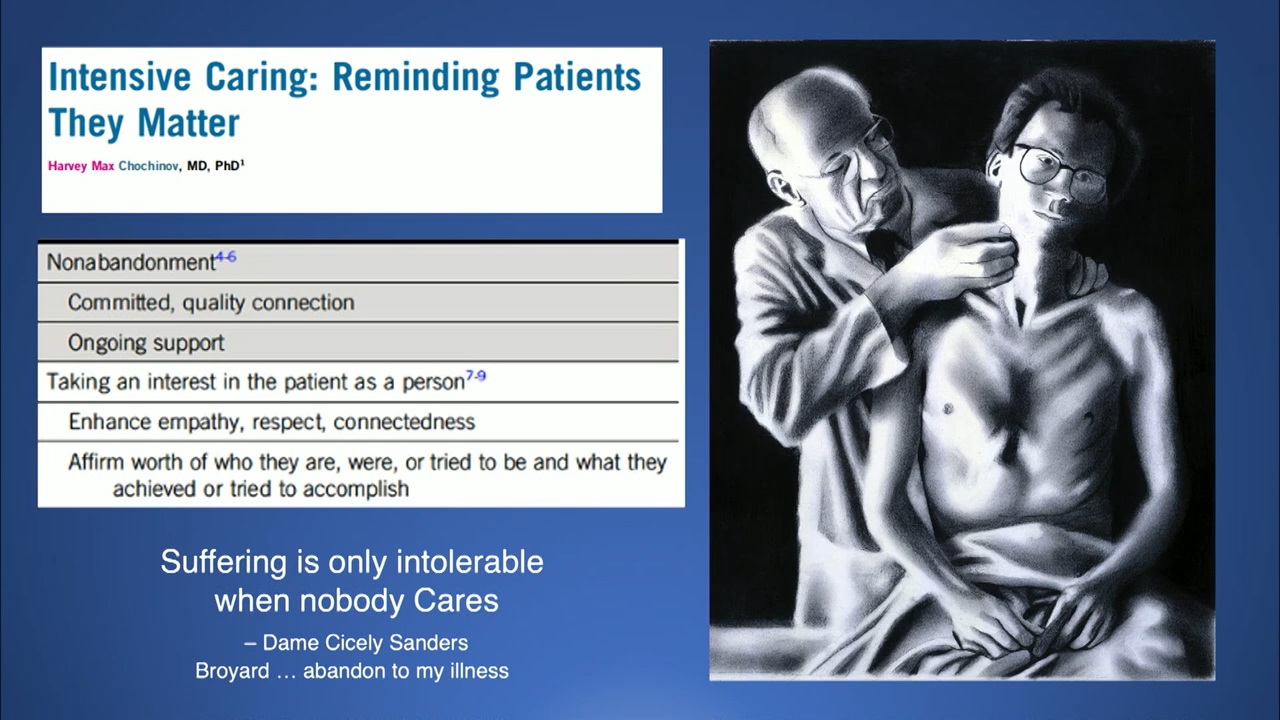 Intensive Caring: Reminding Patients
They Matter
Harvey Max Chochinov, MD, PhD¹
Nonabandonment⁴⁻⁶
Committed, quality connection
Ongoing support
Taking an interest in the patient as a person⁷⁻⁹
Enhance empathy, respect, connectedness
Affirm worth of who they are, were, or tried to be and what they
achieved or tried to accomplish
Suffering is only intolerable
when nobody Cares
– Dame Cicely Sanders
Broyard … abandon to my illness